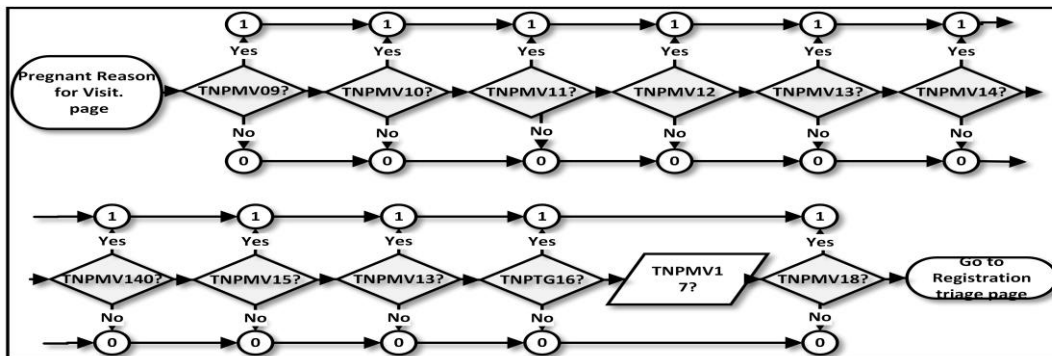 1 1 1 1 1 1
Yes Yes Yes Yes Yes Yes
Pregnant Reason
for Visit.
page
TNPMV09? TNPMV10? TNPMV11? TNPMV12 TNPMV13? TNPMV14?
No No No No No No
0 0 0 0 0 0
1 1 1 1 1
Yes Yes Yes Yes Yes
TNPMV140? TNPMV15? TNPMV13? TNPTG16?
TNPMV1
7?
TNPMV18?
Go to
Registration
triage page
No No No No No
0 0 0 0 0